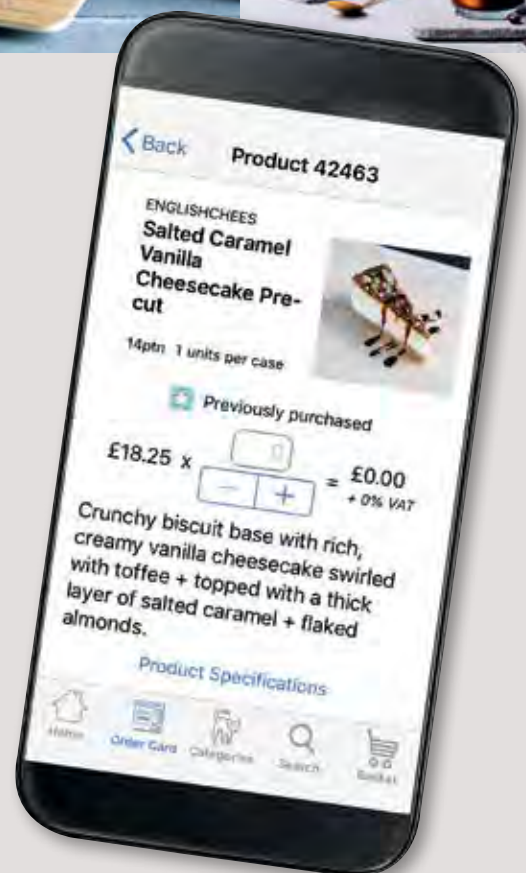 Back
Product 42463
ENGLISHCHEES
Salted Caramel
Vanilla
Cheesecake Pre-
cut
14ptn 1 units per case
Previously purchased
£18.25 x
0
= £0.00
+ 0% VAT
− +
Crunchy biscuit base with rich,
creamy vanilla cheesecake swirled
with toffee + topped with a thick
layer of salted caramel + flaked
almonds.
Product Specifications
Home
Order Card
Categories
Search
Basket